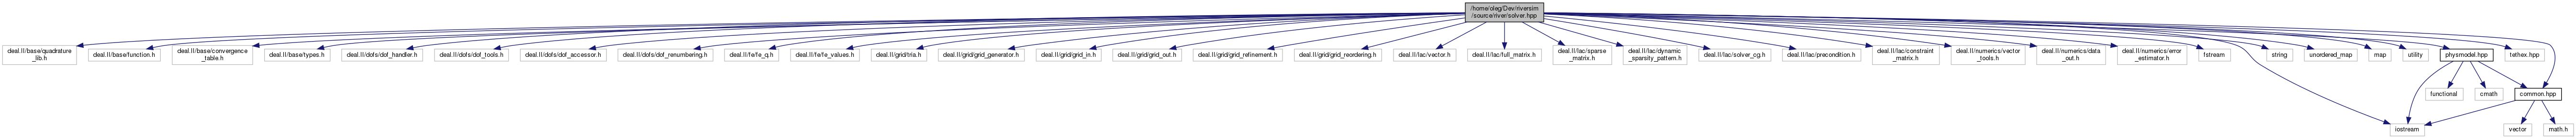 /home/oleg/Dev/riversim
/source/river/solver.hpp
deal.II/base/quadrature
_lib.h
deal.II/base/function.h
deal.II/base/convergence
_table.h
deal.II/base/types.h
deal.II/dofs/dof_handler.h
deal.II/dofs/dof_tools.h
deal.II/dofs/dof_accessor.h
deal.II/dofs/dof_renumbering.h
deal.II/fe/fe_q.h
deal.II/fe/fe_values.h
deal.II/grid/tria.h
deal.II/grid/grid_generator.h
deal.II/grid/grid_in.h
deal.II/grid/grid_out.h
deal.II/grid/grid_refinement.h
deal.II/grid/grid_reordering.h
deal.II/lac/vector.h
deal.II/lac/full_matrix.h
deal.II/lac/sparse
_matrix.h
deal.II/lac/dynamic
_sparsity_pattern.h
deal.II/lac/solver_cg.h
deal.II/lac/precondition.h
deal.II/lac/constraint
_matrix.h
deal.II/numerics/vector
_tools.h
deal.II/numerics/data
_out.h
deal.II/numerics/error
_estimator.h
fstream
string
unordered_map
map
utility
physmodel.hpp
tethex.hpp
functional
cmath
common.hpp
iostream
vector
math.h